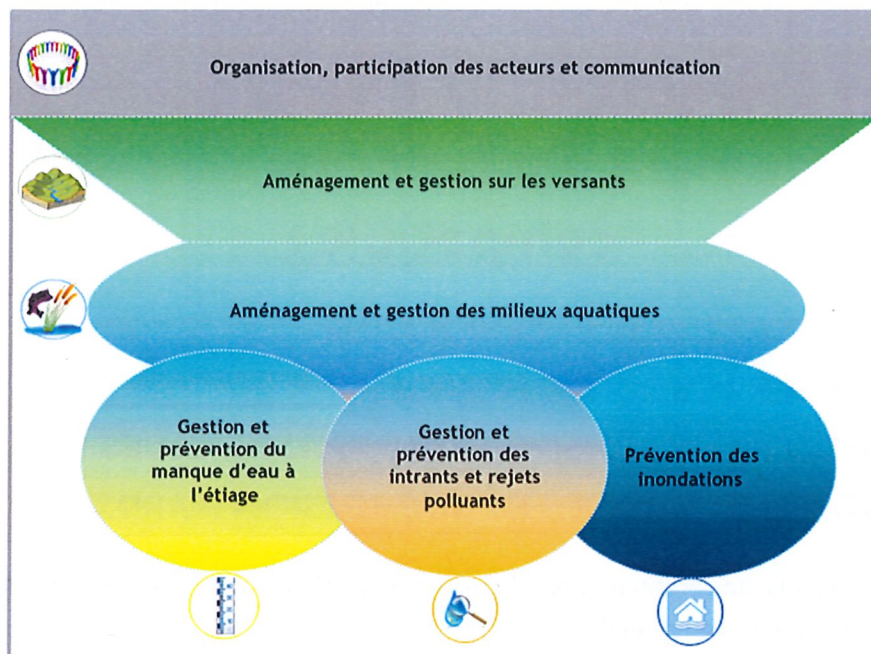 Organisation, participation des acteurs et communication
Aménagement et gestion sur les versants
Aménagement et gestion des milieux aquatiques
Gestion et
prévention du
manque d'eau à
l'étiage
Gestion et
prévention des
intrants et rejets
polluants
Prévention des
inondations